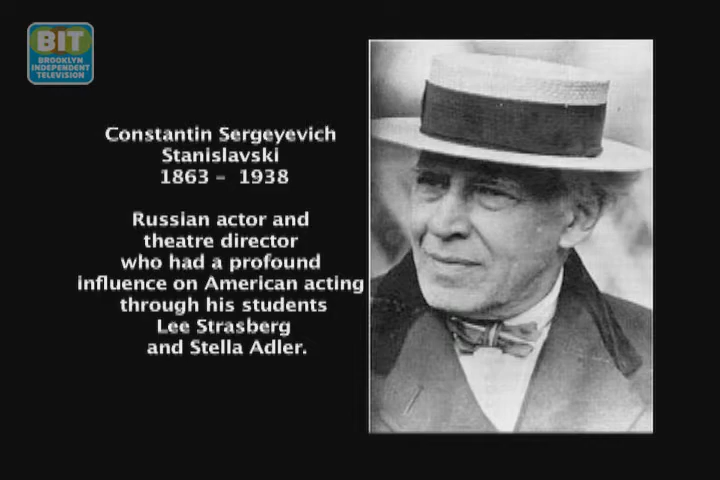 BIT
BROOKLYN
INDEPENDENT
TELEVISION
Constantin Sergeyevich
Stanislavski
1863 – 1938
Russian actor and
theatre director
who had a profound
influence on American acting
through his students
Lee Strasberg
and Stella Adler.